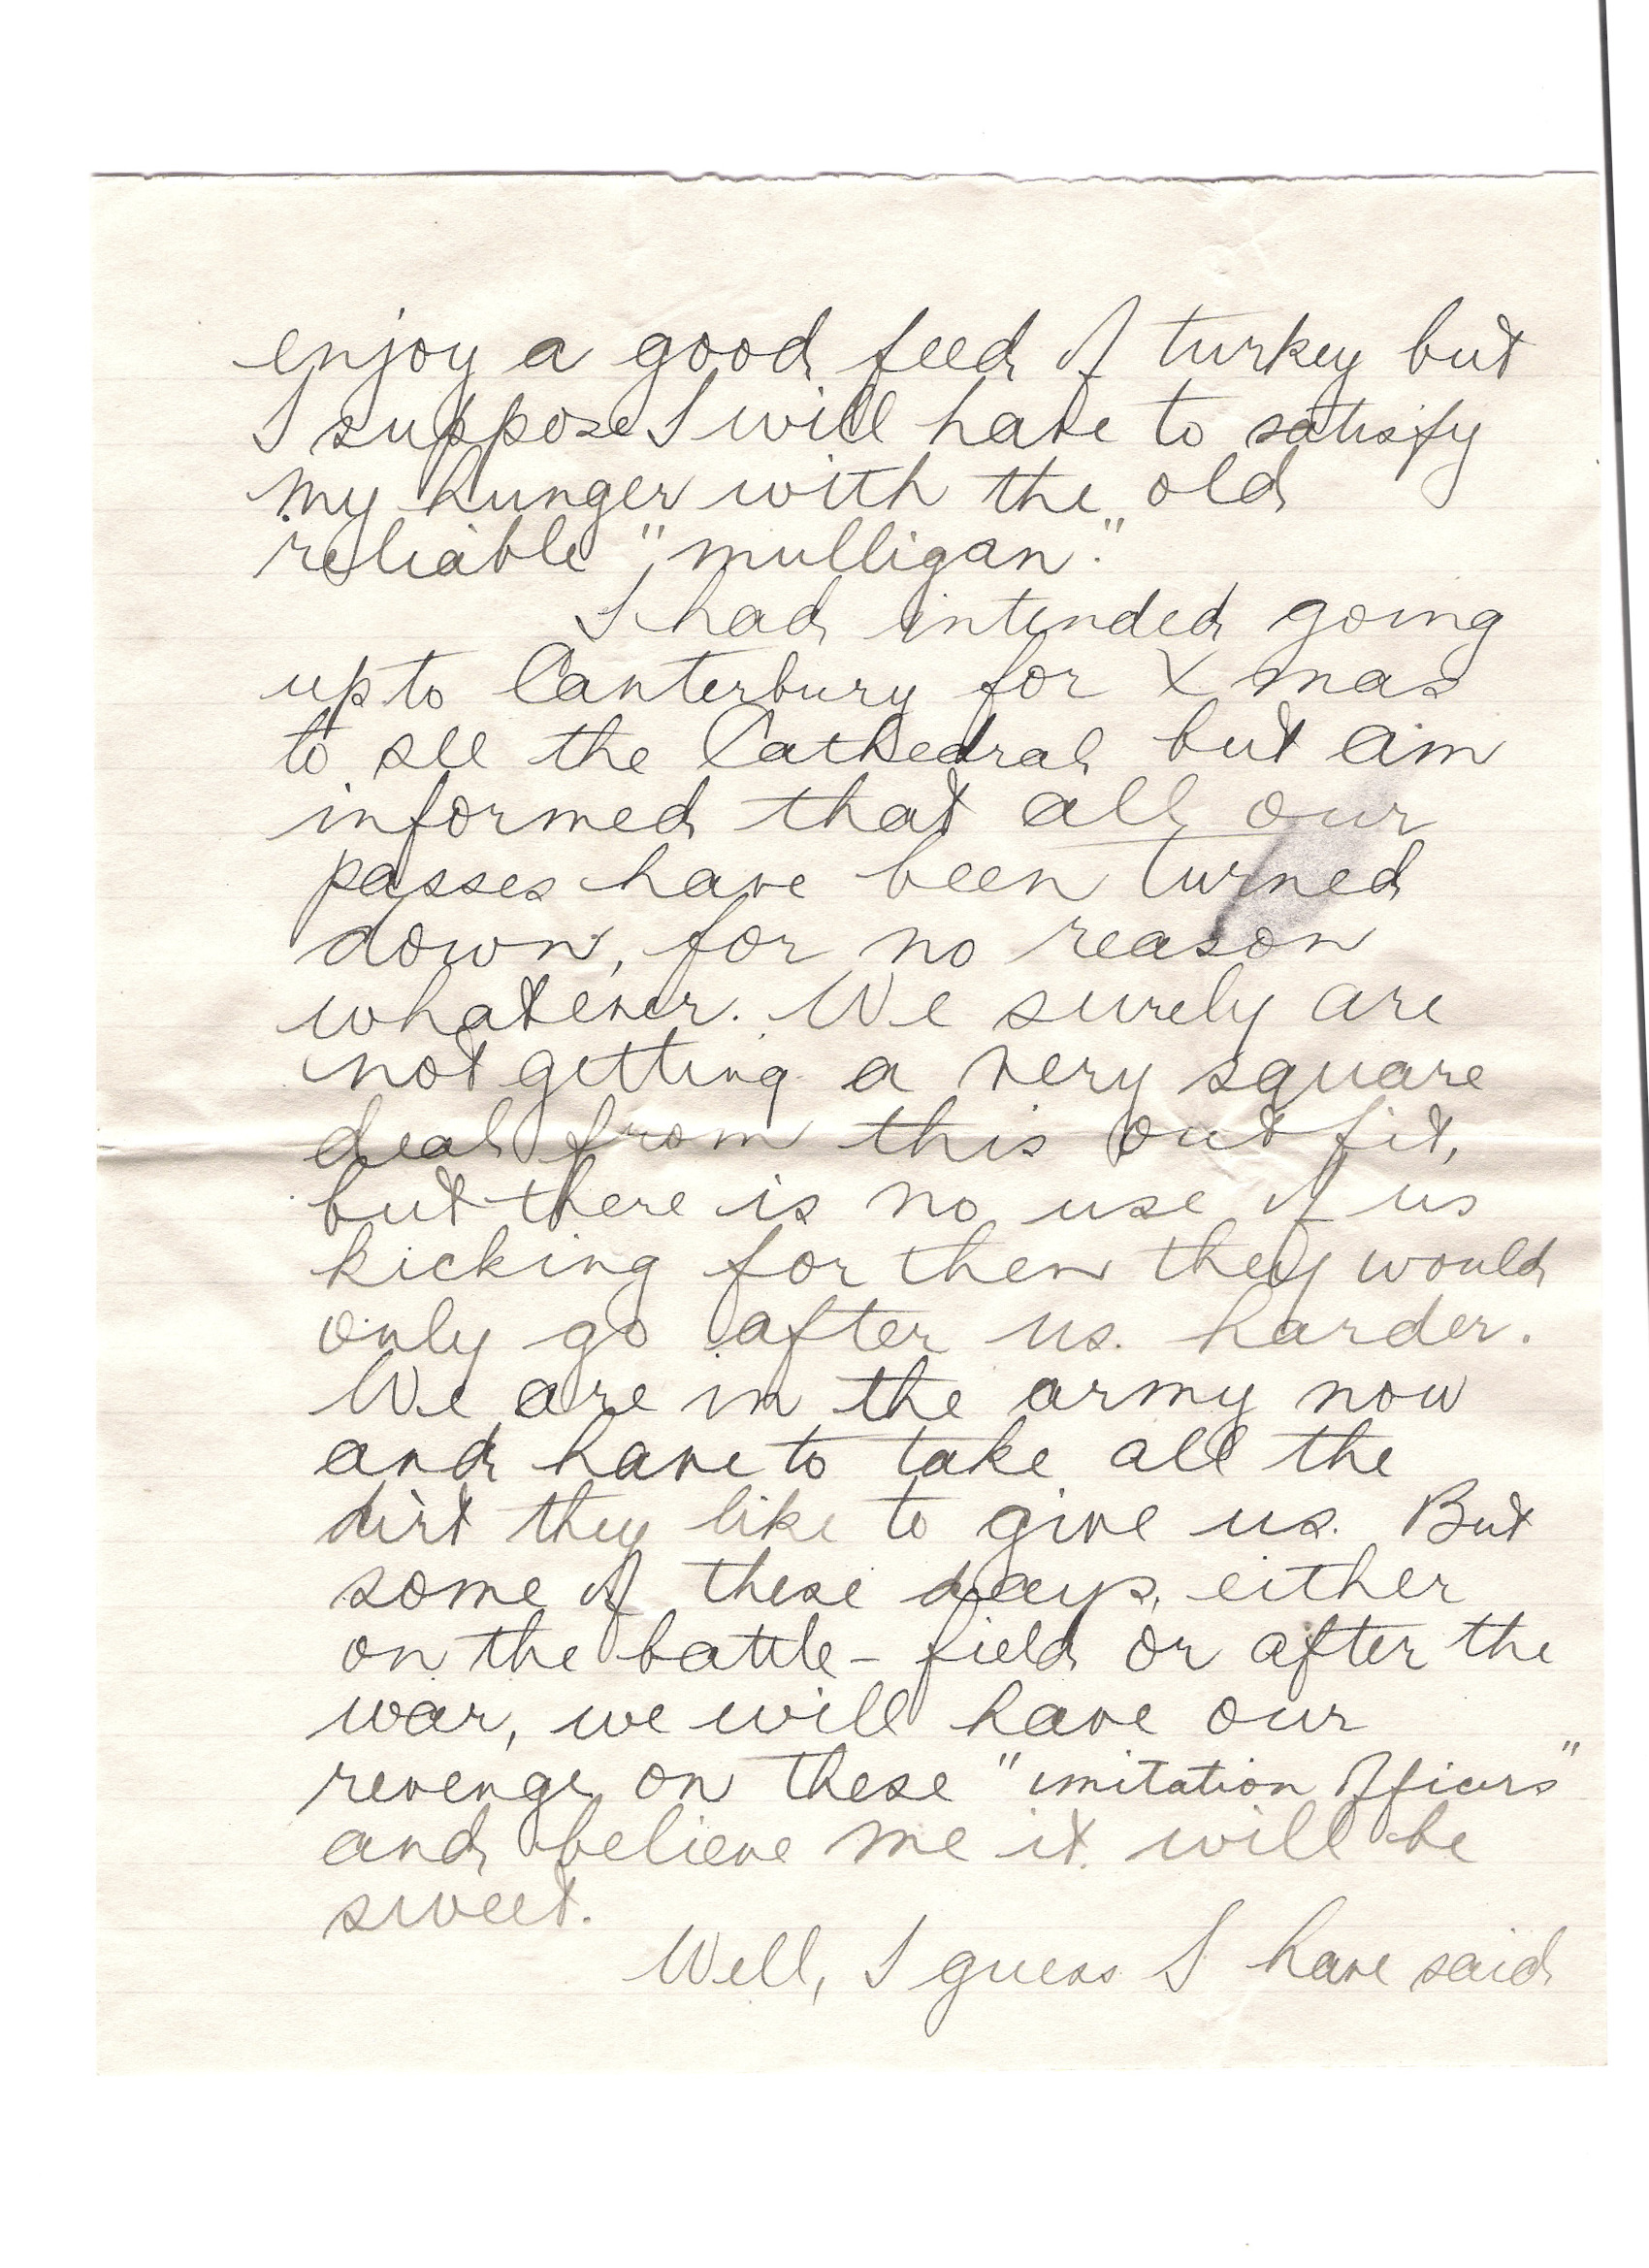 enjoy a good feed of turkey but
I suppose I will have to satisfy
my hunger with the old
reliable "mulligan".
I had intended going
up to Canterbury for Xmas
to see the Cathedral but am
informed that all our
passes have been turned
down, for no reason
whatever. We surely are
not getting a very square
deal from this outfit,
but there is no use of us
kicking for then they would
only go after us harder.
We are in the army now
and have to take all the
dirt they like to give us. But
some of these days, either
on the battle-field or after the
war, we will have our
revenge on these "imitation officers"
and believe me it will be
sweet.
Well, I guess I have said